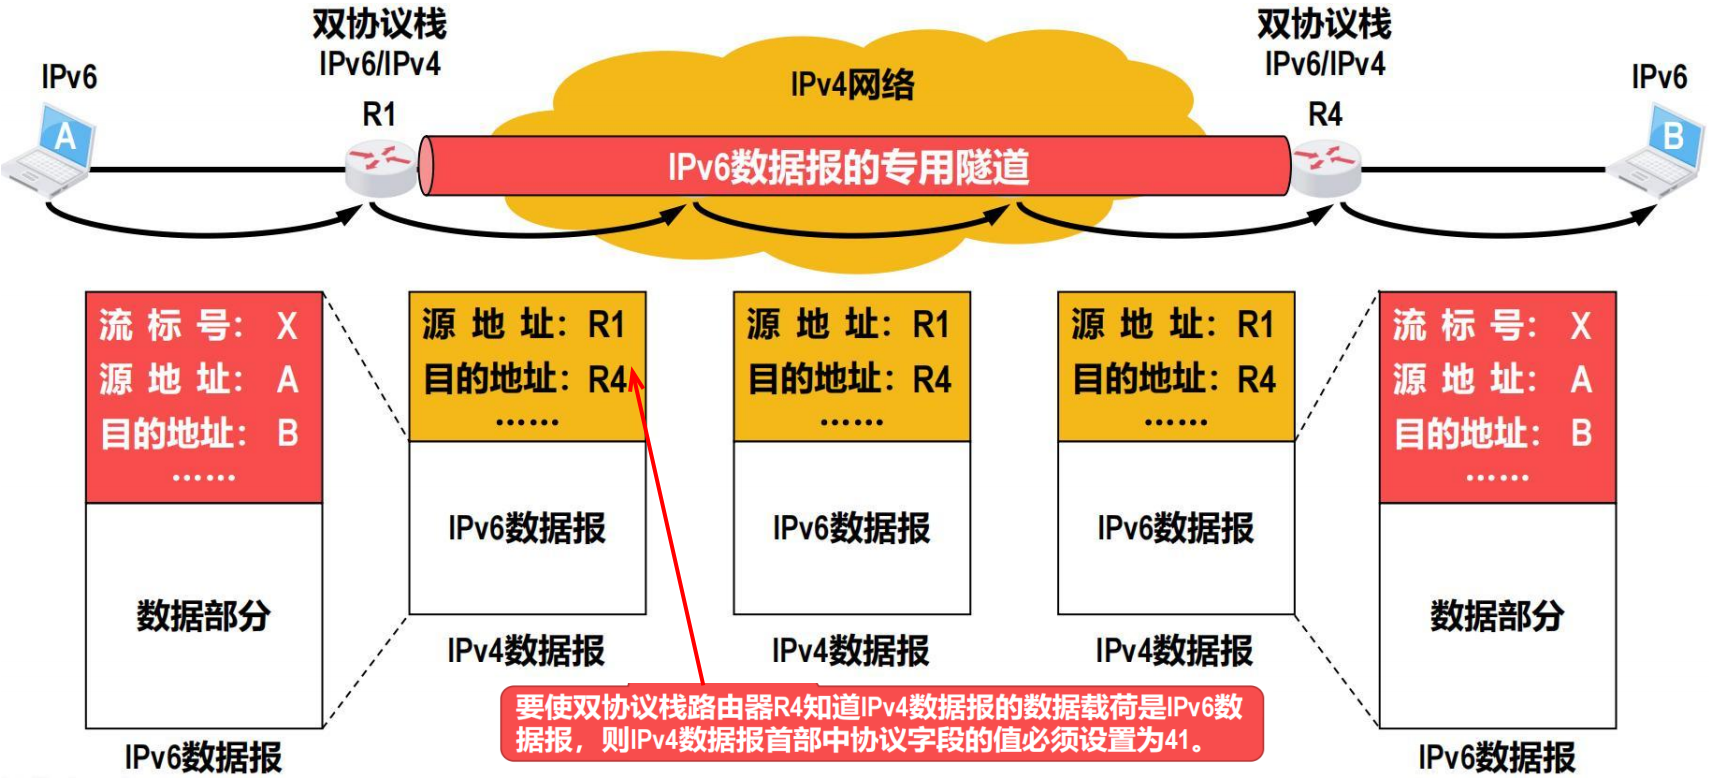 双协议栈
IPv6/IPv4
R1
双协议栈
IPv6/IPv4
R4
IPv6
IPv6
A
B
IPv4网络
IPv6数据报的专用隧道
流标号：X
源地址：A
目的地址：B
……
数据部分
IPv6数据报
源地址：R1
目的地址：R4
……
IPv6数据报
IPv4数据报
源地址：R1
目的地址：R4
……
IPv6数据报
IPv4数据报
源地址：R1
目的地址：R4
……
IPv6数据报
IPv4数据报
流标号：X
源地址：A
目的地址：B
……
数据部分
IPv6数据报
要使双协议栈路由器R4知道IPv4数据报的数据载荷是IPv6数
据报，则IPv4数据报首部中协议字段的值必须设置为41。